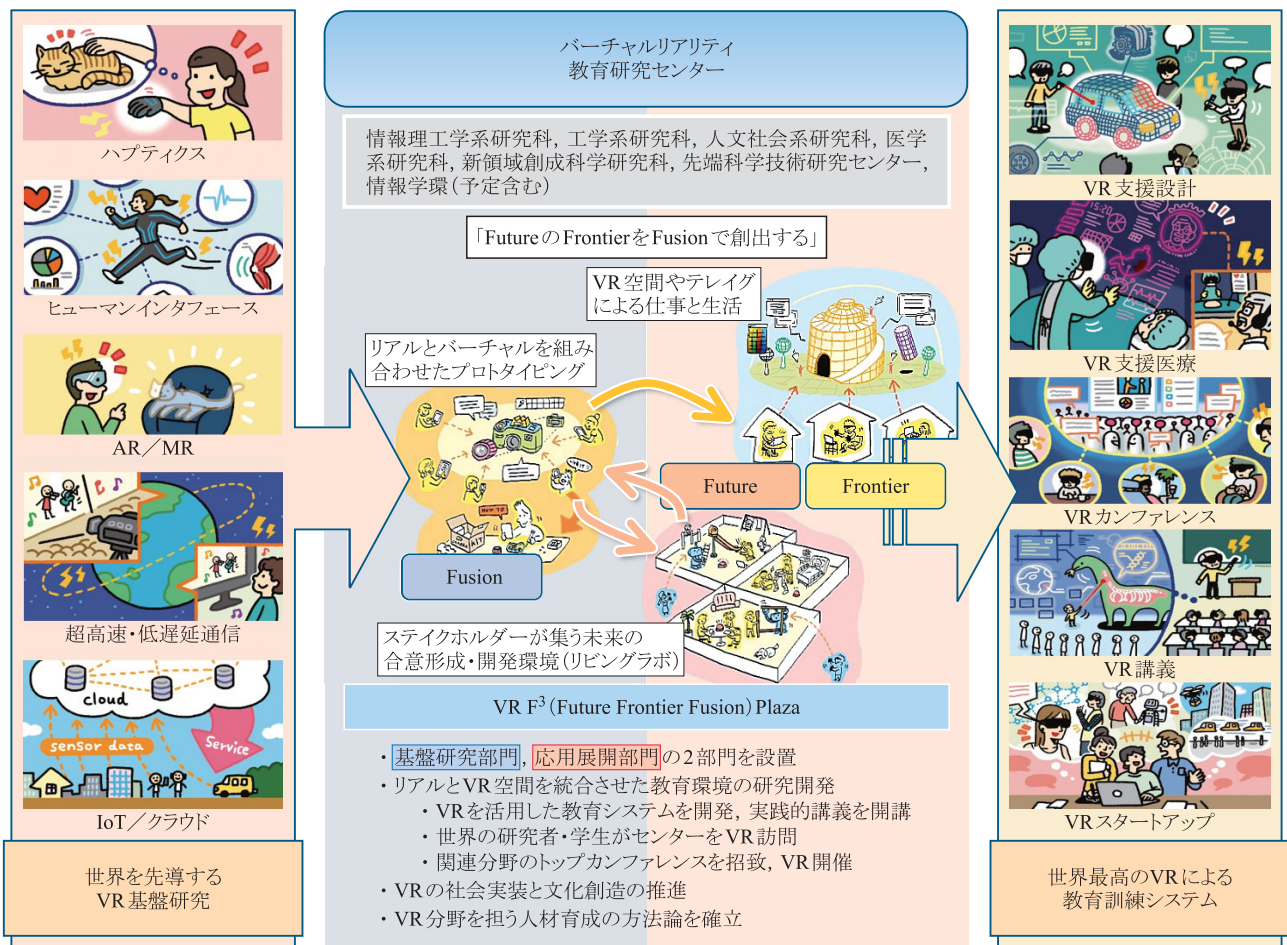 ハプティクス
ヒューマンインタフェース
AR／MR
超高速・低遅延通信
cloud
sensor data
Service
IoT／クラウド
世界を先導する
VR基盤研究
バーチャルリアリティ
教育研究センター
情報理工学系研究科, 工学系研究科, 人文社会系研究科, 医学
系研究科, 新領域創成科学研究科, 先端科学技術研究センター,
情報学環(予定含む)
「FutureのFrontierをFusionで創出する」
VR空間やテレイグ
による仕事と生活
リアルとバーチャルを組み
合わせたプロトタイピング
Future
Frontier
HOW TO
KIT
Fusion
ステイクホルダーが集う未来の
合意形成・開発環境(リビングラボ)
VR F³(Future Frontier Fusion)Plaza
・基盤研究部門, 応用展開部門の2部門を設置
・リアルとVR空間を統合させた教育環境の研究開発
・VRを活用した教育システムを開発, 実践的講義を開講
・世界の研究者・学生がセンターをVR訪問
・関連分野のトップカンファレンスを招致, VR開催
・VRの社会実装と文化創造の推進
・VR分野を担う人材育成の方法論を確立
VR支援設計
15:20
VR支援医療
VRカンファレンス
VR講義
VRスタートアップ
世界最高のVRによる
教育訓練システム